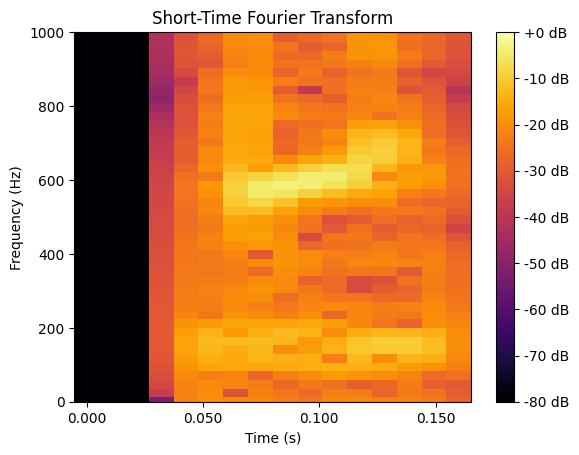 Short-Time Fourier Transform
1000
800
600
400
200
0
Frequency (Hz)
0.000
0.050
0.100
0.150
Time (s)
+0 dB
-10 dB
-20 dB
-30 dB
-40 dB
-50 dB
-60 dB
-70 dB
-80 dB